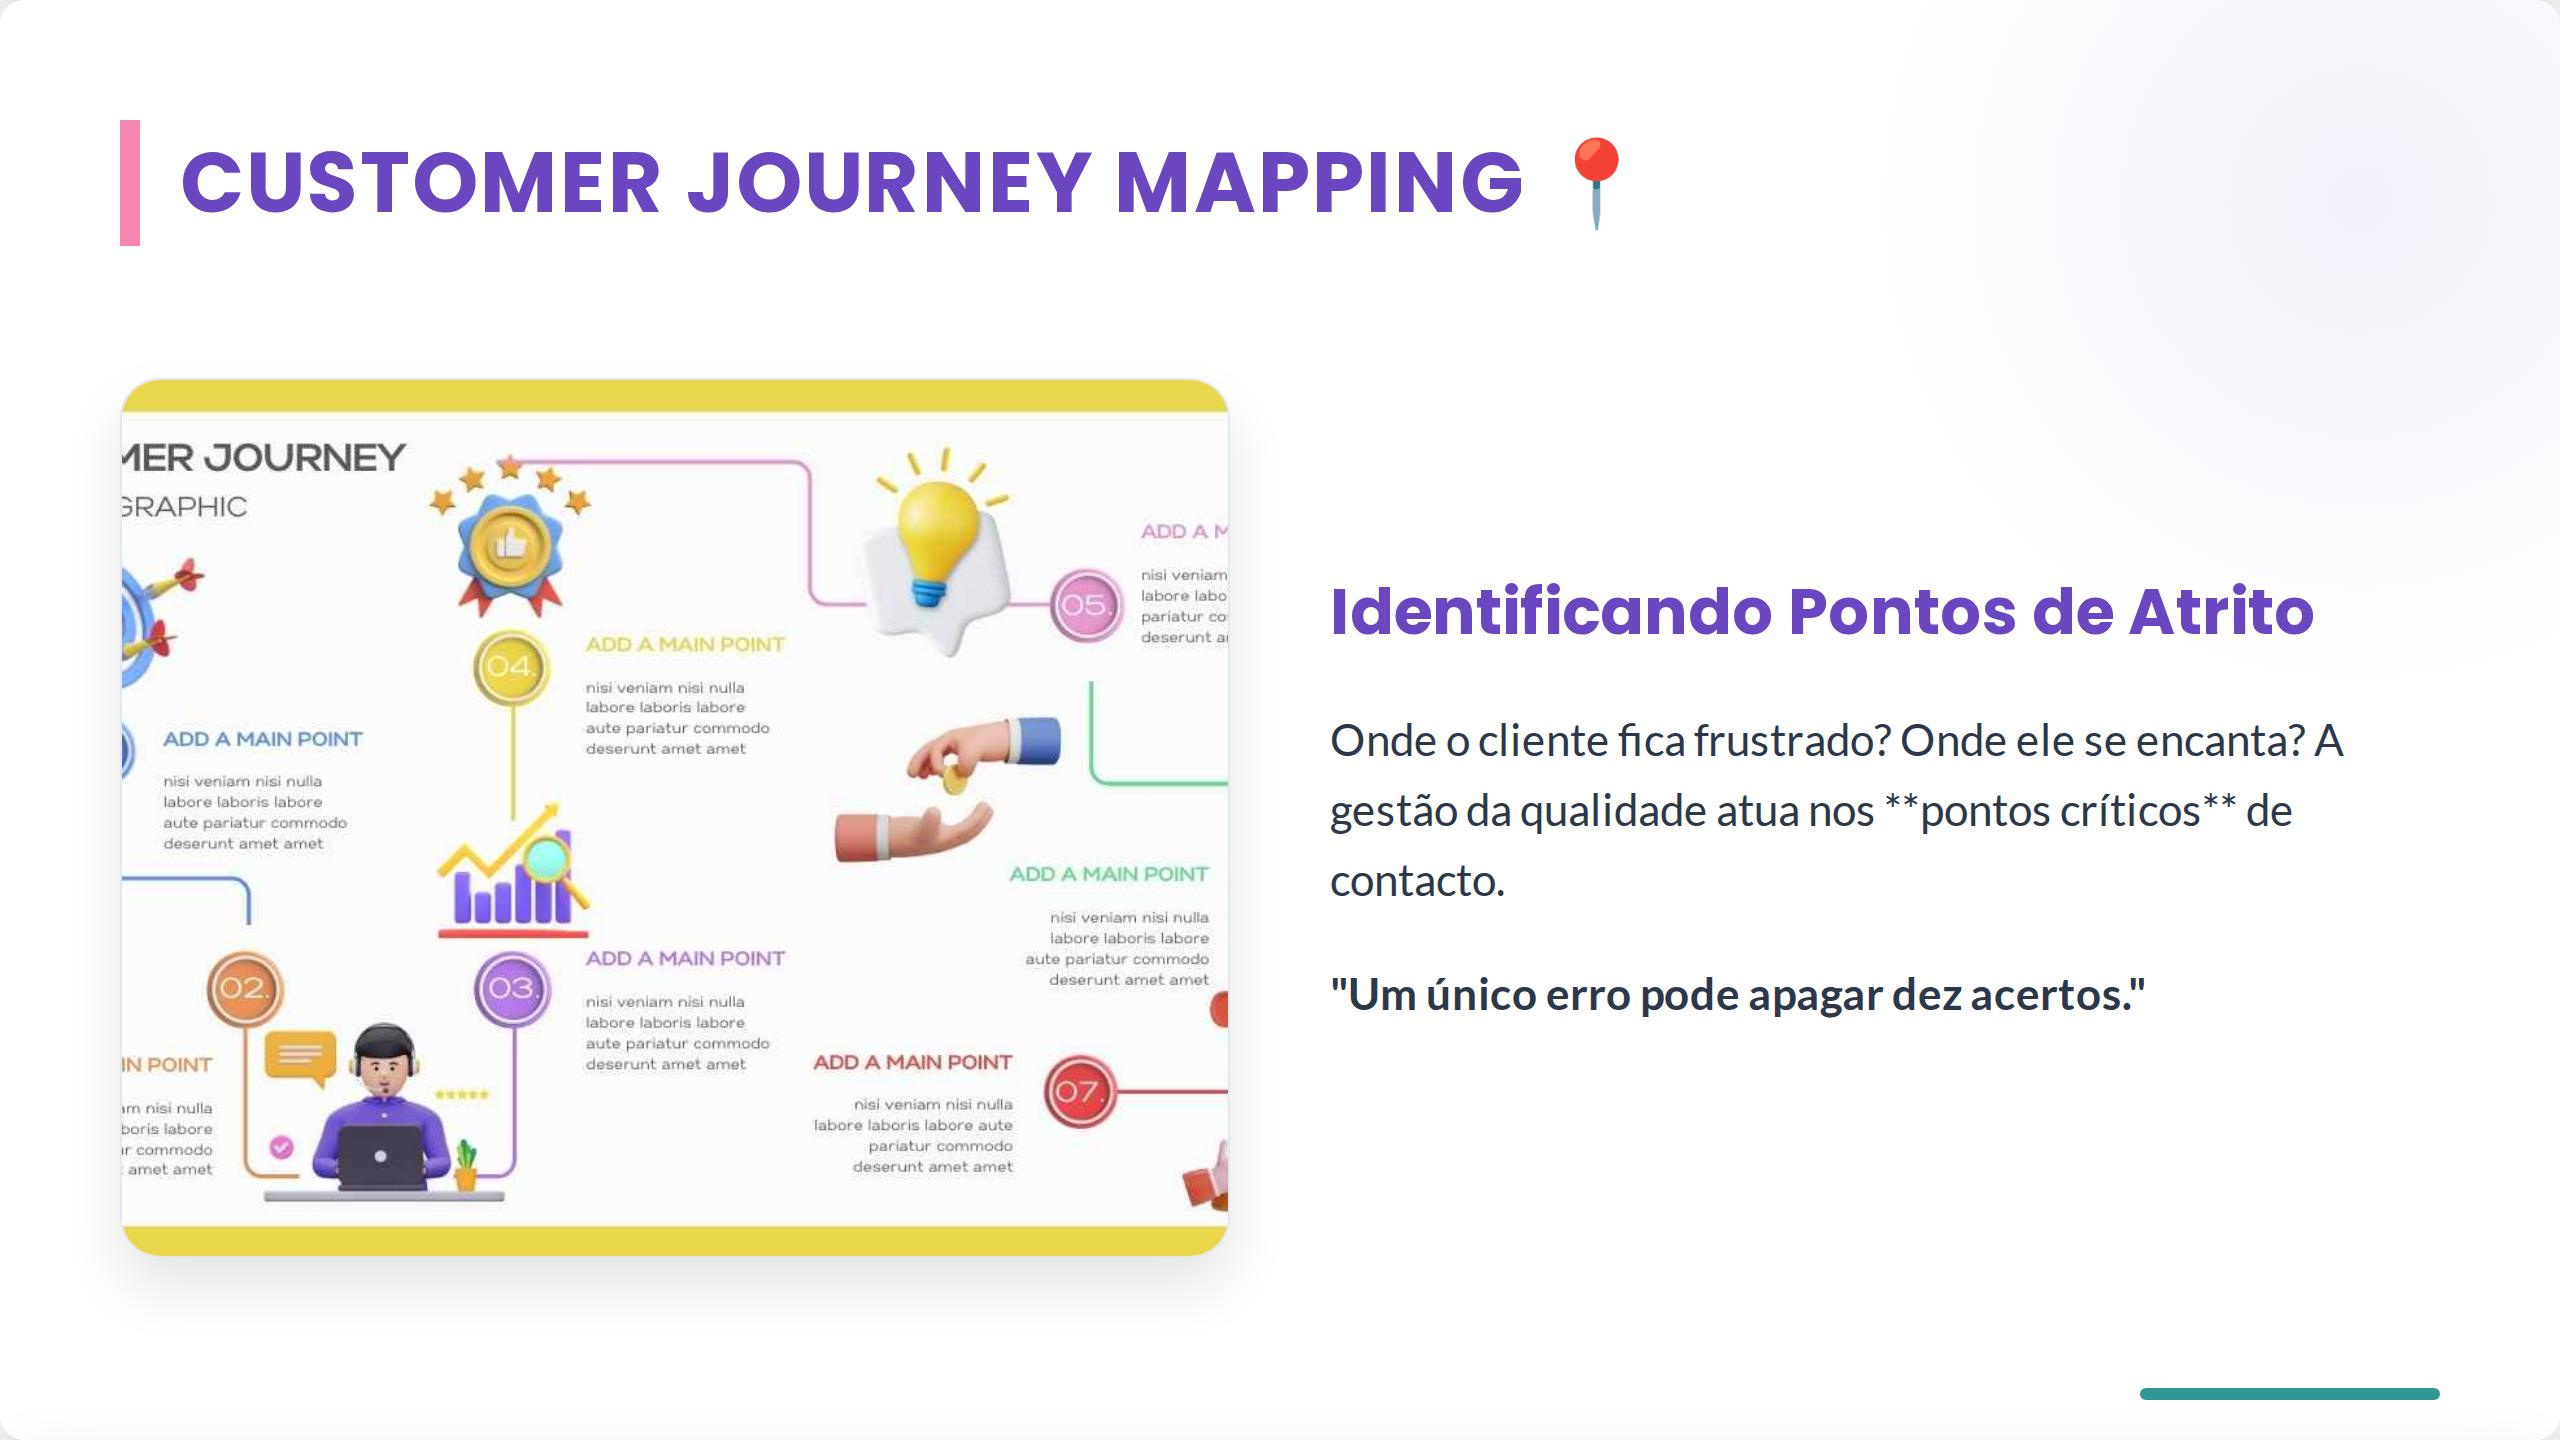 CUSTOMER JOURNEY MAPPING 📍
MER JOURNEY
GRAPHIC
ADD A MAIN POINT
nisi veniam nisi nulla
labore laboris labore
aute pariatur commodo
deserunt amet amet
02.
IN POINT
nisi nulla
labore
commodo
amet amet
04.
ADD A MAIN POINT
nisi veniam nisi nulla
labore laboris labore
aute pariatur commodo
deserunt amet amet
03.
ADD A MAIN POINT
nisi veniam nisi nulla
labore laboris labore
aute pariatur commodo
deserunt amet amet
05.
ADD A
nisi veniam
labore
pariatur
deserunt
ADD A MAIN POINT
nisi veniam nisi nulla
labore laboris labore
aute pariatur commodo
deserunt amet amet
07.
ADD A MAIN POINT
nisi veniam nisi nulla
labore laboris labore aute
pariatur commodo
deserunt amet amet
Identificando Pontos de Atrito
Onde o cliente fica frustrado? Onde ele se encanta? A
gestão da qualidade atua nos **pontos críticos** de
contacto.
"Um único erro pode apagar dez acertos."